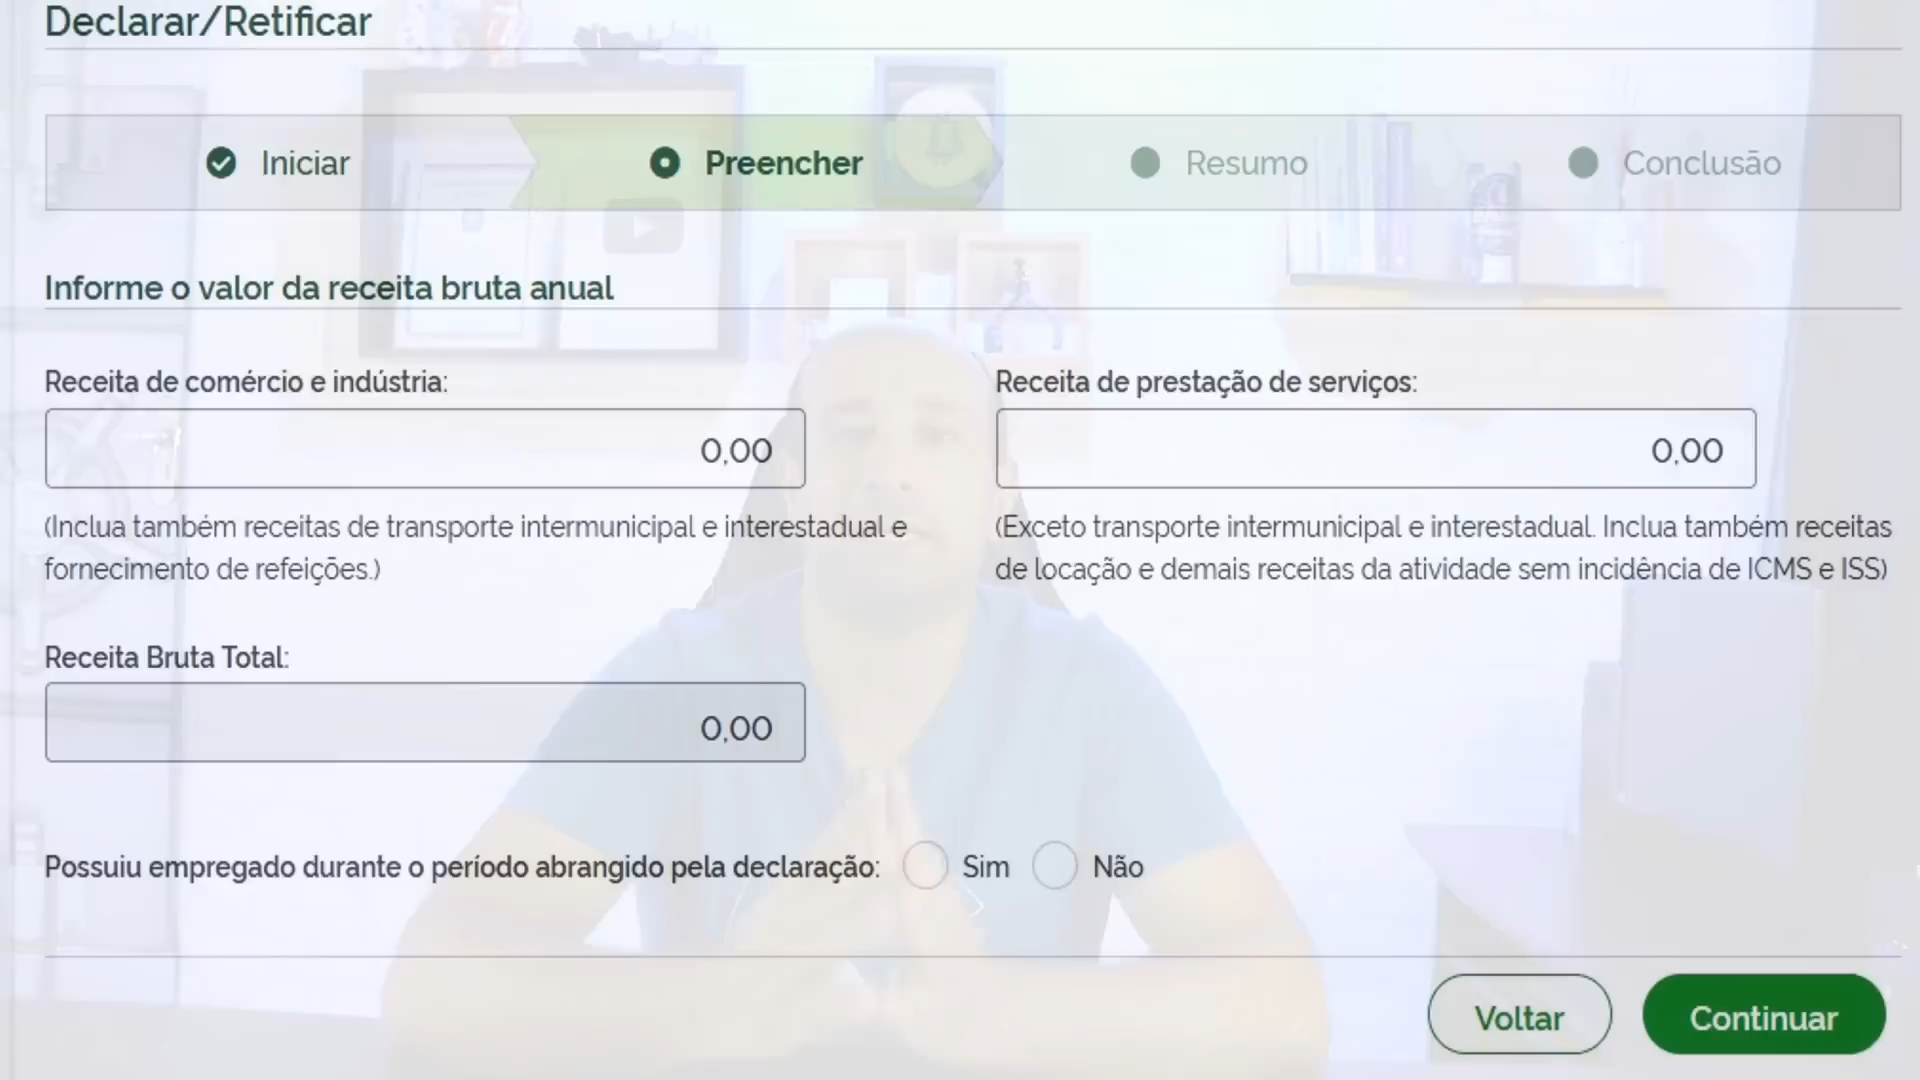 Declarar/Retificar
Iniciar
Preencher
Resumo
Conclusão
Informe o valor da receita bruta anual
Receita de comércio e indústria:
0,00
(Inclua também receitas de transporte intermunicipal e interestadual e
fornecimento de refeições.)
Receita de prestação de serviços:
0,00
(Exceto transporte intermunicipal e interestadual. Inclua também receitas
de locação e demais receitas da atividade sem incidência de ICMS e ISS)
Receita Bruta Total:
0,00
Possuiu empregado durante o período abrangido pela declaração:
Sim
Não
Voltar
Continuar